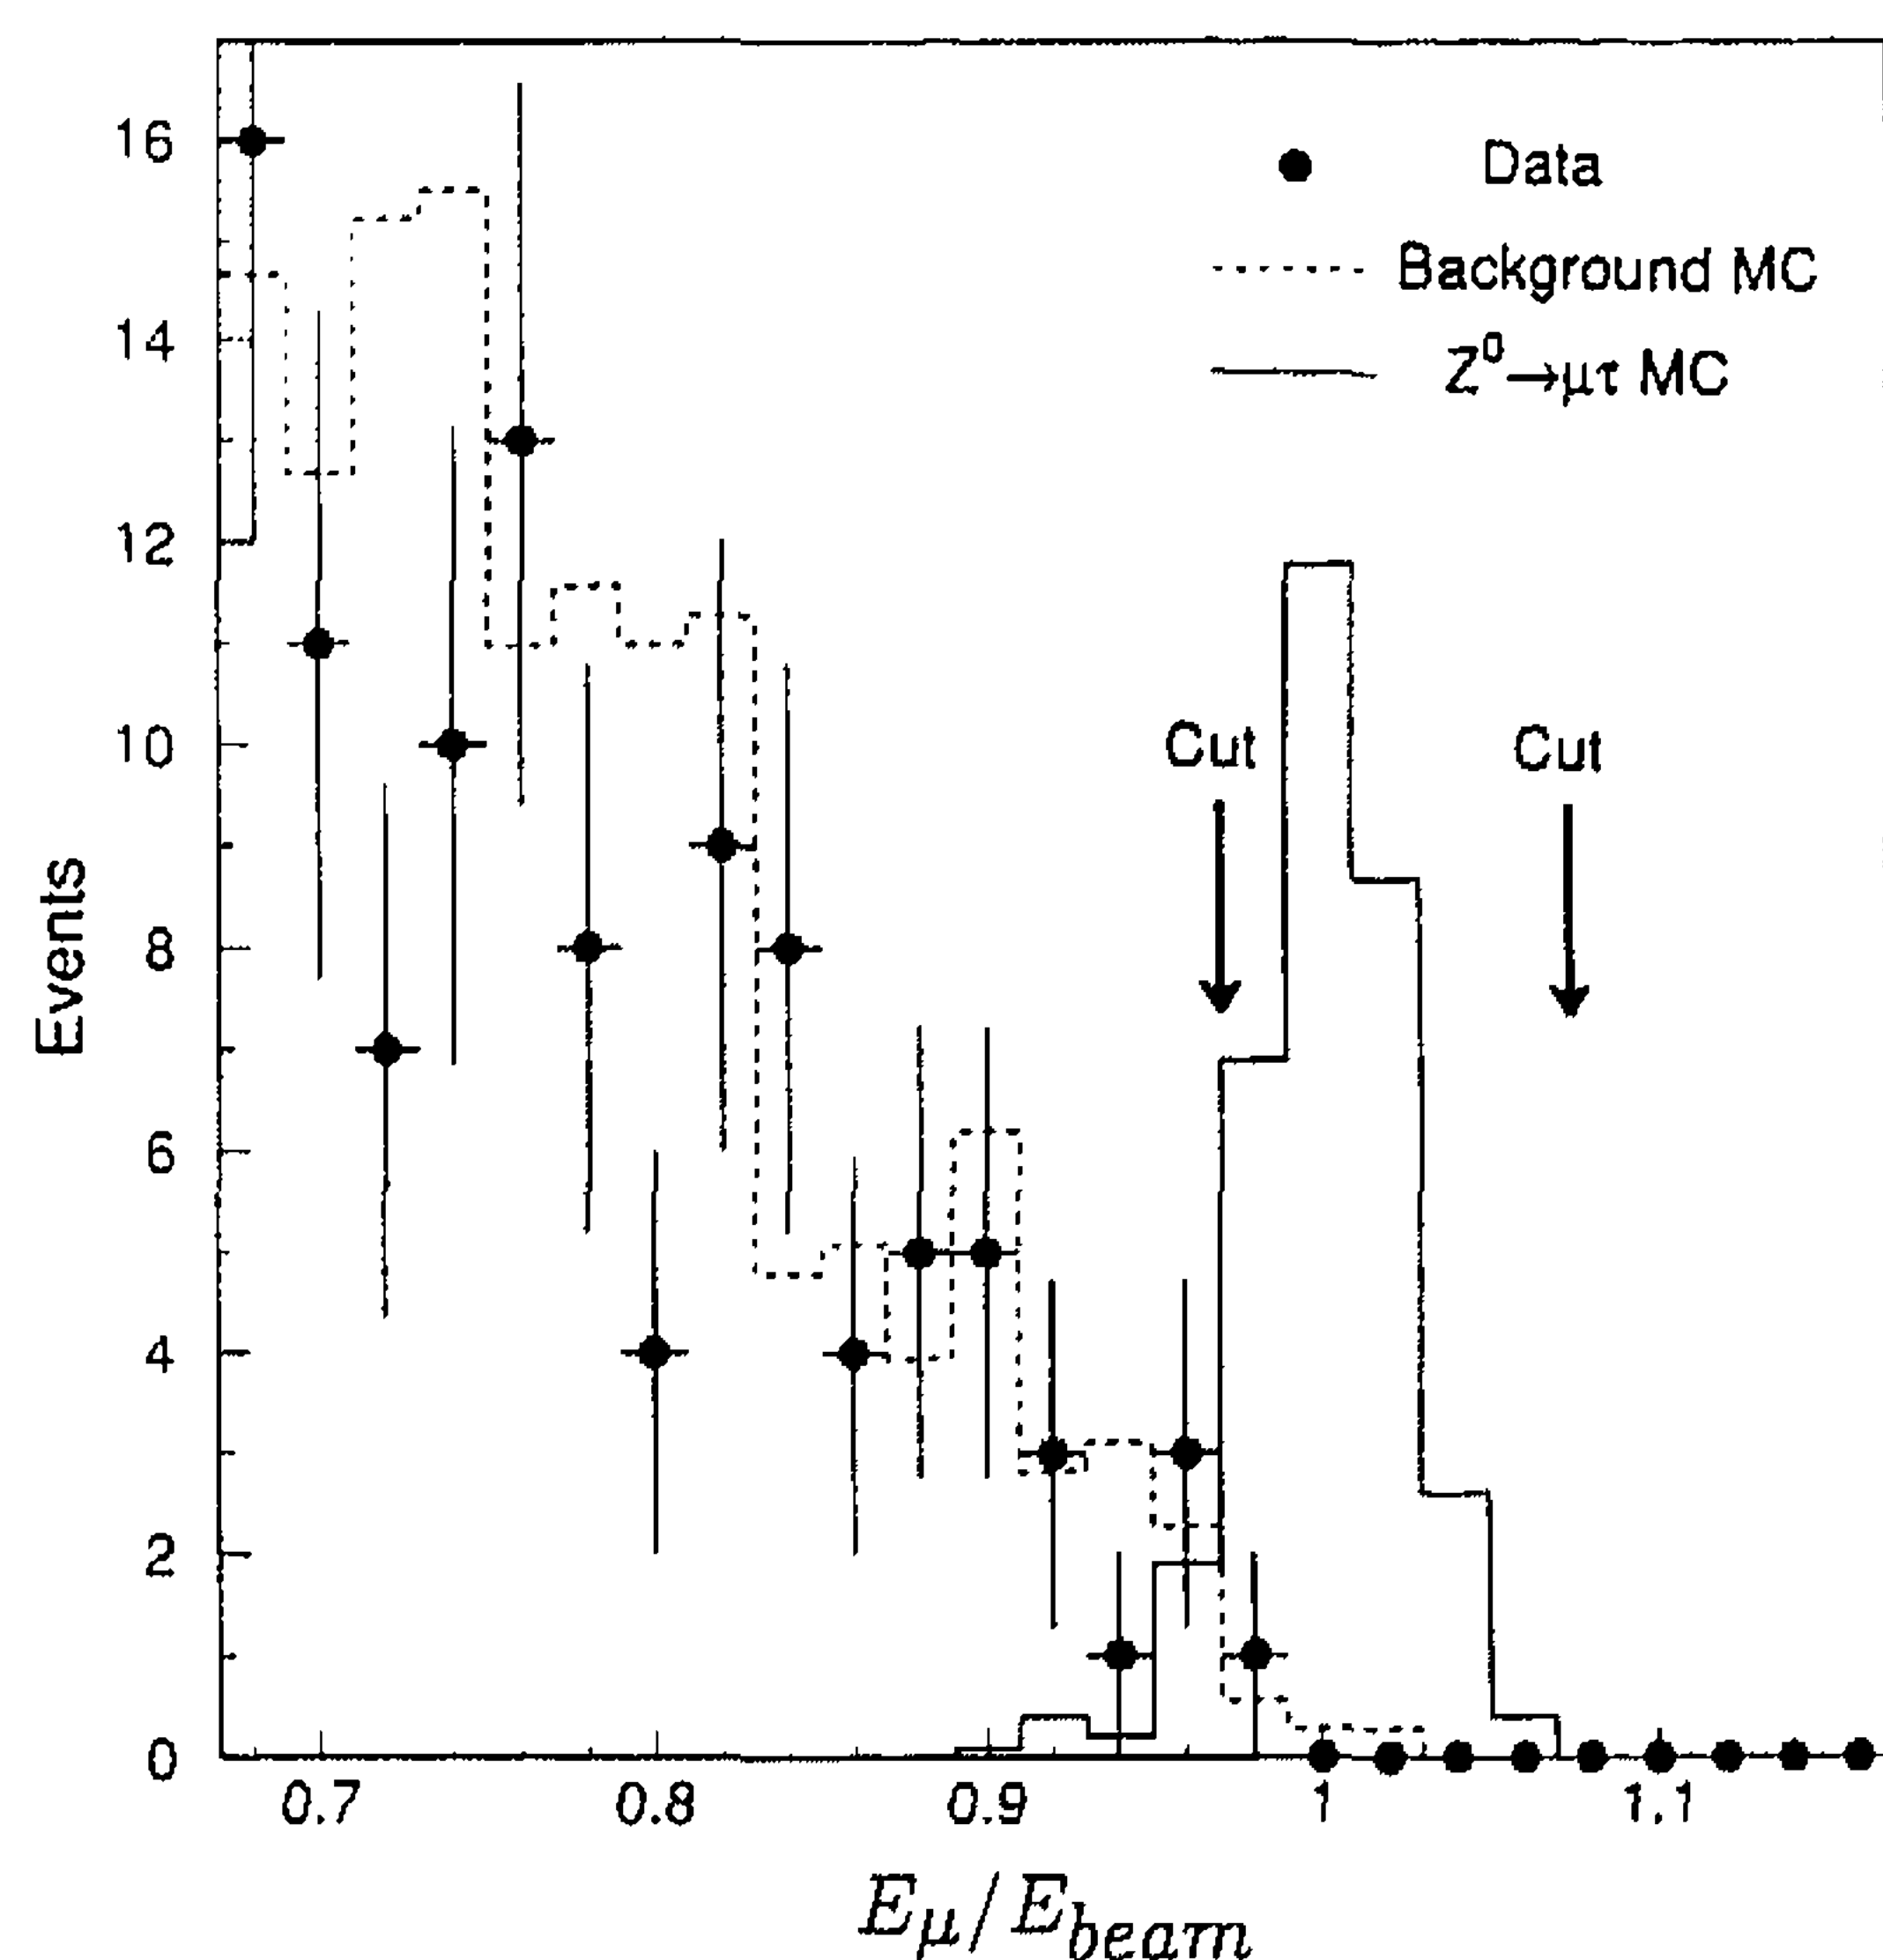 16
14
12
10
8
6
4
2
0
Events
Data
Background MC
Z⁰→μτ MC
Cut
Cut
0.7
0.8
0.9
1
1.1
Eμ/Ebeam